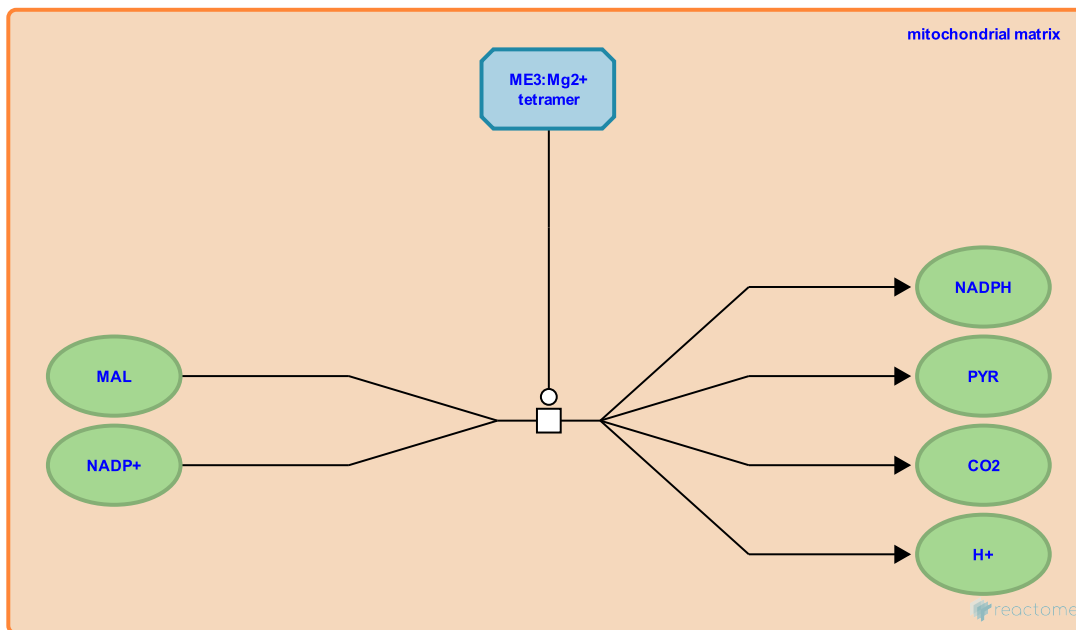 mitochondrial matrix
ME3:Mg2+
tetramer
NADPH
MAL
PYR
NADP+
CO2
H+
reactome